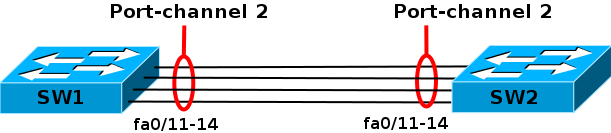 Port-channel 2
Port-channel 2
SW1
SW2
fa0/11-14
fa0/11-14